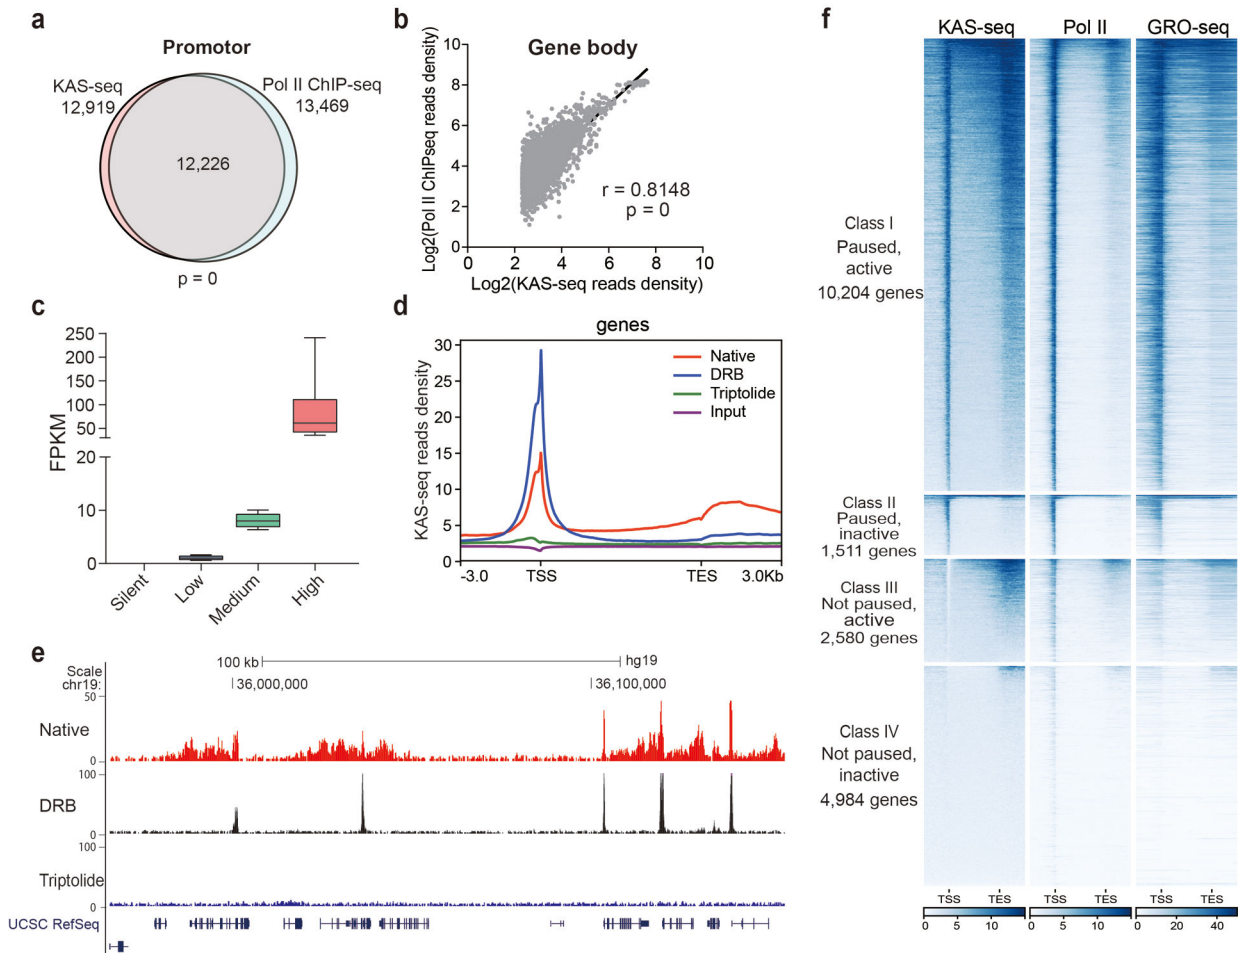 a
Promotor
KAS-seq
12,919
Pol II ChIP-seq
13,469
12,226
p = 0
b
Gene body
Log2(Pol II ChIPseq reads density)
10
8
6
4
2
0
r = 0.8148
p = 0
0 2 4 6 8 10
Log2(KAS-seq reads density)
c
FPKM
250
200
150
100
50
20
10
0
Silent
Low
Medium
High
d
genes
KAS-seq reads density
30
25
20
15
10
5
0
Native
DRB
Triptolide
Input
-3.0 TSS TES 3.0Kb
e
Scale
100 kb
hg19
chr19:
36,000,000
36,100,000
50
Native
0
100
DRB
0
100
Triptolide
0
UCSC RefSeq
f
KAS-seq Pol II GRO-seq
Class I
Paused,
active
10,204 genes
Class II
Paused,
inactive
1,511 genes
Class III
Not paused,
active
2,580 genes
Class IV
Not paused,
inactive
4,984 genes
TSS TES TSS TES TSS TES
0 5 10 0 5 10 0 20 40